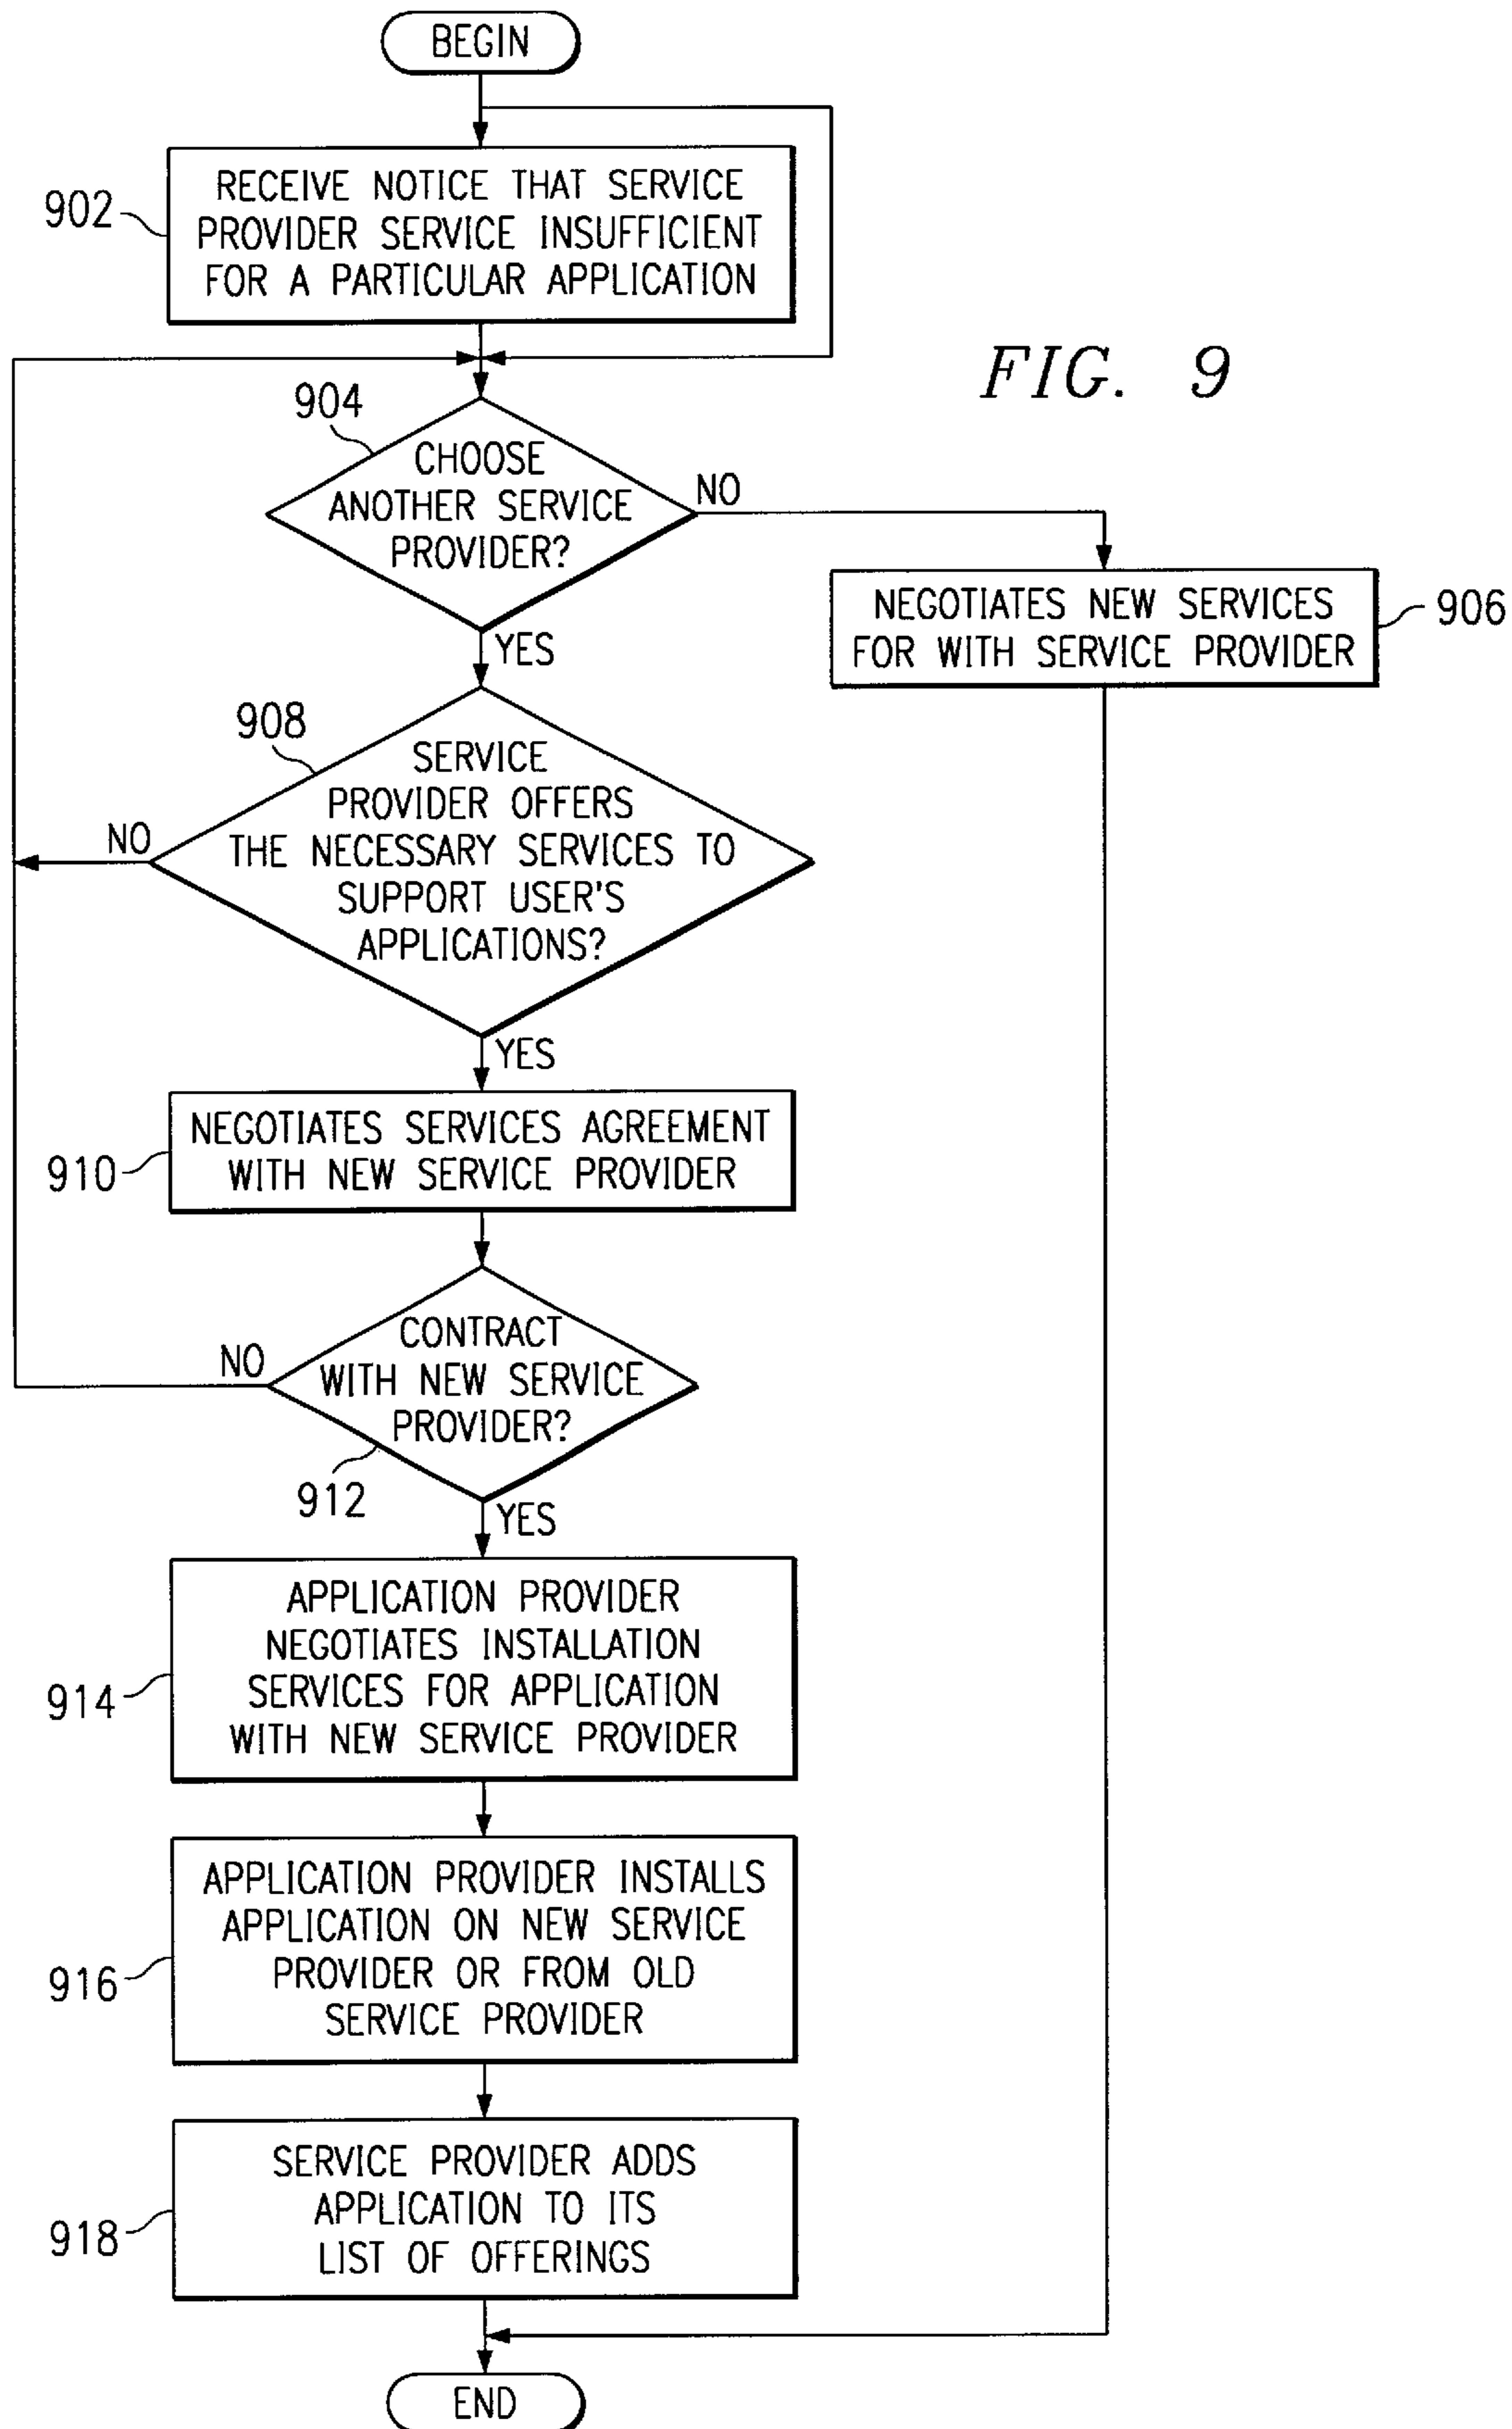 BEGIN
902
RECEIVE NOTICE THAT SERVICE
PROVIDER SERVICE INSUFFICIENT
FOR A PARTICULAR APPLICATION
FIG. 9
904
CHOOSE
ANOTHER SERVICE
PROVIDER?
NO
YES
NEGOTIATES NEW SERVICES
FOR WITH SERVICE PROVIDER
906
908
SERVICE
PROVIDER OFFERS
THE NECESSARY SERVICES TO
SUPPORT USER'S
APPLICATIONS?
NO
YES
910
NEGOTIATES SERVICES AGREEMENT
WITH NEW SERVICE PROVIDER
CONTRACT
WITH NEW SERVICE
PROVIDER?
NO
912
YES
914
APPLICATION PROVIDER
NEGOTIATES INSTALLATION
SERVICES FOR APPLICATION
WITH NEW SERVICE PROVIDER
916
APPLICATION PROVIDER INSTALLS
APPLICATION ON NEW SERVICE
PROVIDER OR FROM OLD
SERVICE PROVIDER
918
SERVICE PROVIDER ADDS
APPLICATION TO ITS
LIST OF OFFERINGS
END